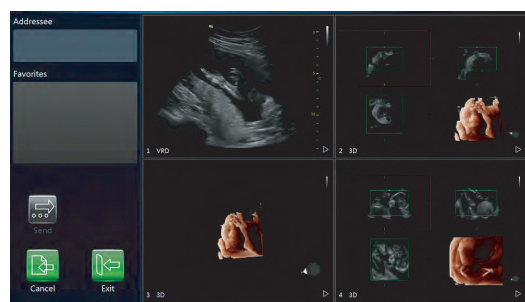 Addressee
Favorites
Send
Cancel
Exit
1 VRD
2 3D
3 3D
4 3D